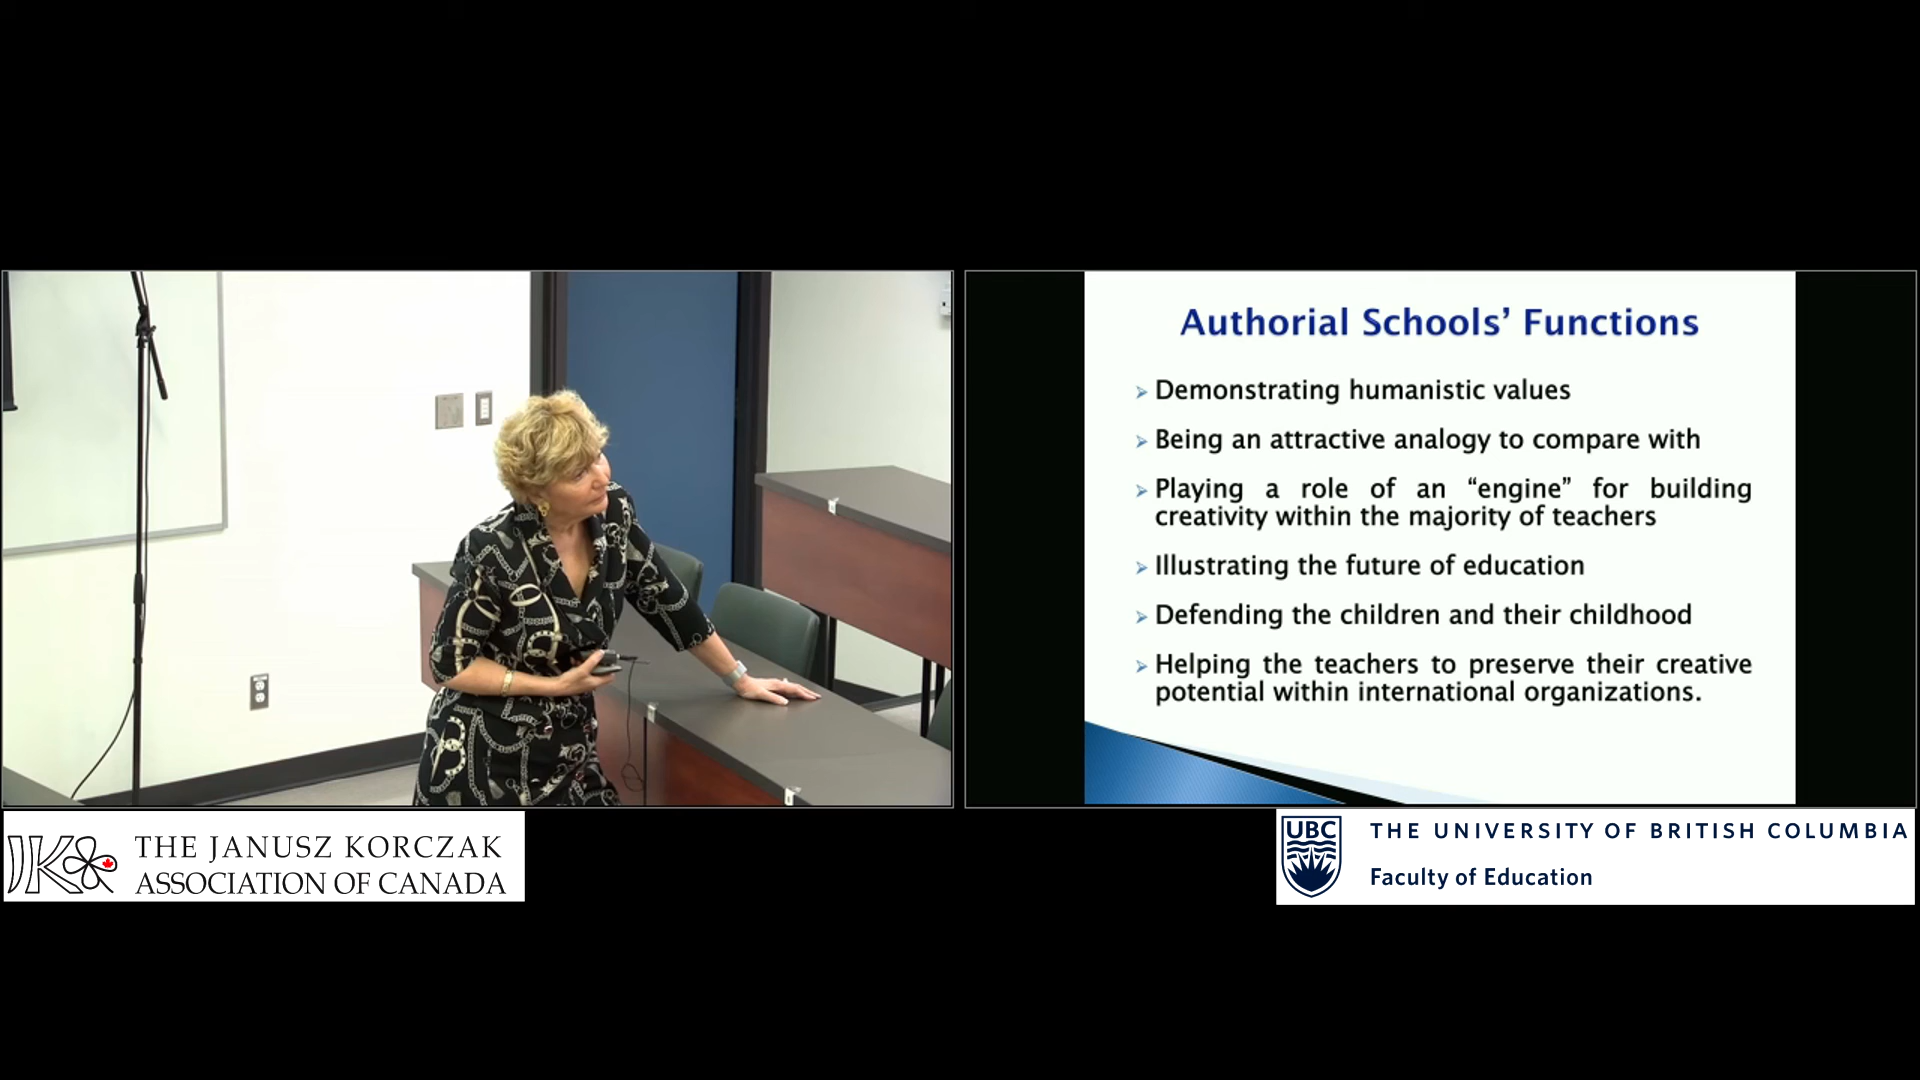 Authorial Schools’ Functions
Demonstrating humanistic values
Being an attractive analogy to compare with
Playing a role of an “engine” for building
creativity within the majority of teachers
Illustrating the future of education
Defending the children and their childhood
Helping the teachers to preserve their creative
potential within international organizations.
JK
THE JANUSZ KORCZAK
ASSOCIATION OF CANADA
UBC
THE UNIVERSITY OF BRITISH COLUMBIA
Faculty of Education